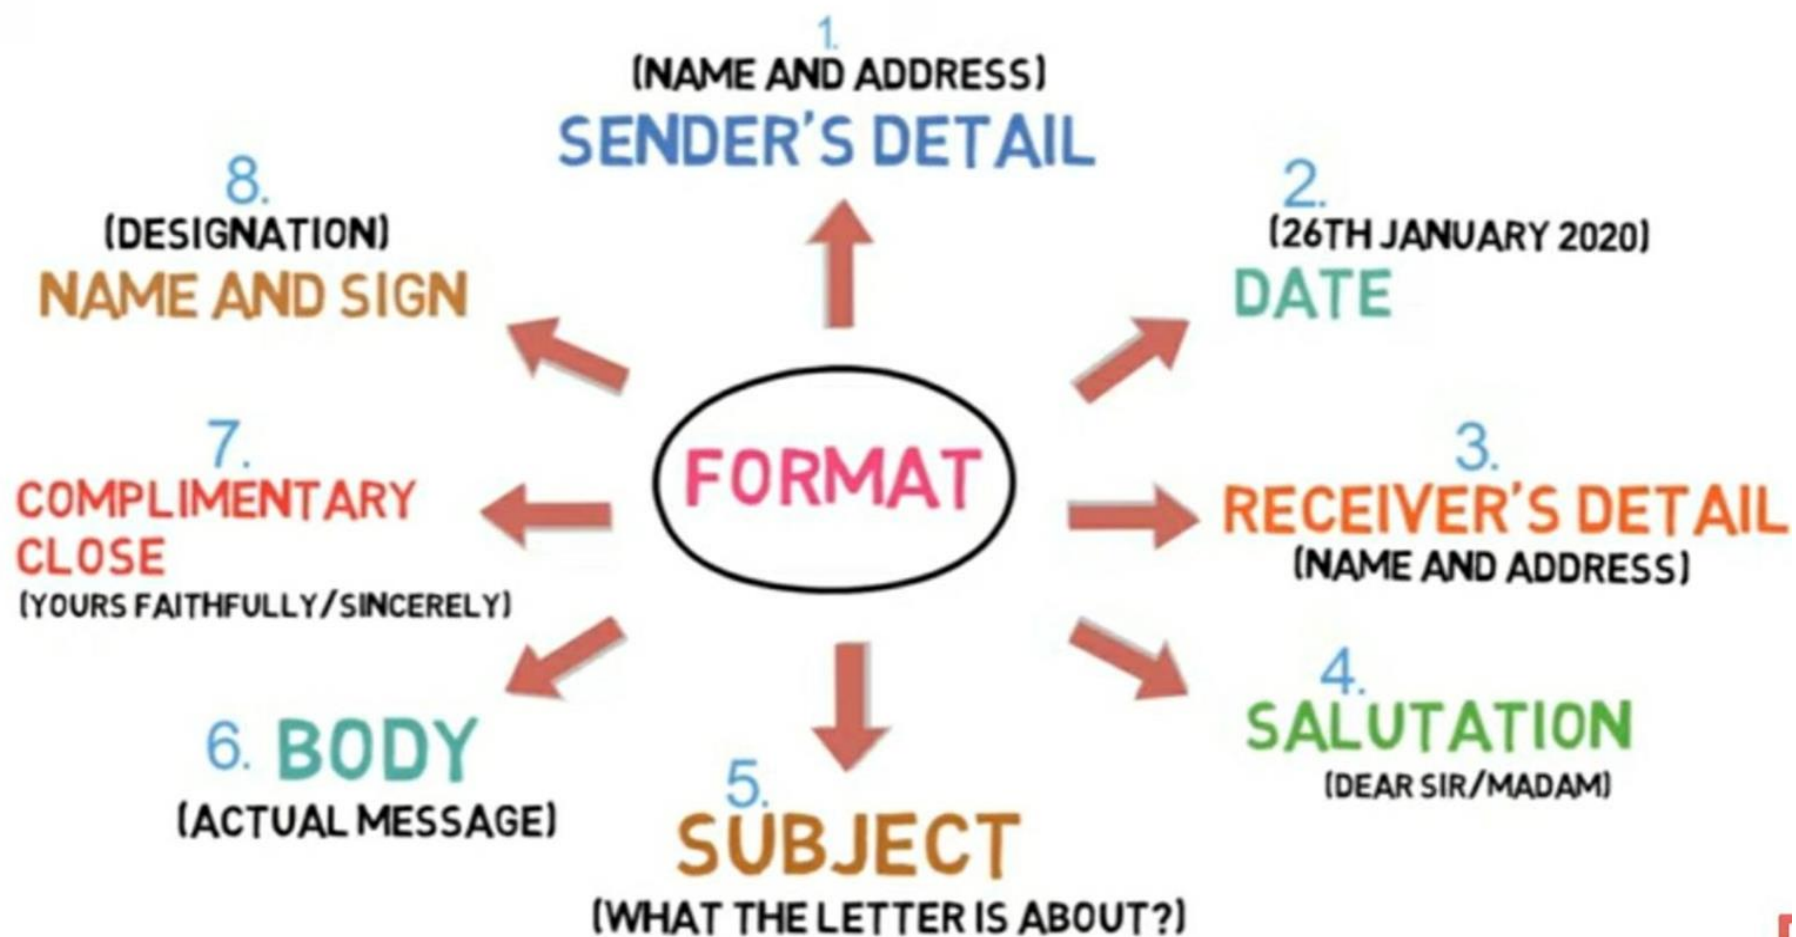 1.
(NAME AND ADDRESS)
SENDER'S DETAIL
2.
(26TH JANUARY 2020)
DATE
3.
RECEIVER'S DETAIL
(NAME AND ADDRESS)
4.
SALUTATION
(DEAR SIR/MADAM)
5.
SUBJECT
(WHAT THE LETTER IS ABOUT?)
6. BODY
(ACTUAL MESSAGE)
7.
COMPLIMENTARY
CLOSE
(YOURS FAITHFULLY/SINCERELY)
8.
(DESIGNATION)
NAME AND SIGN
FORMAT